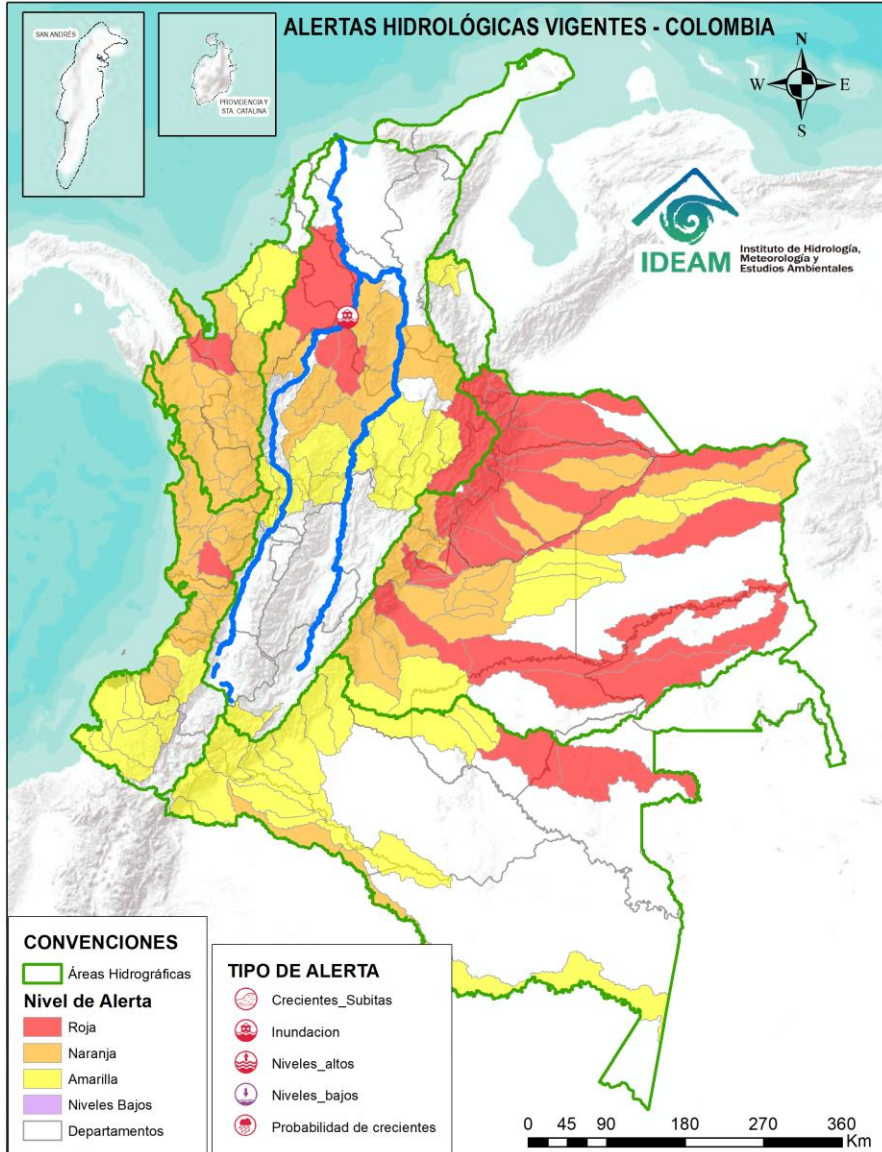 ALERTAS HIDROLÓGICAS VIGENTES - COLOMBIA
SAN ANDRÉS
PROVIDENCIA Y
STA. CATALINA
N
W
E
S
IDEAM
Instituto de Hidrología,
Meteorología y
Estudios Ambientales
CONVENCIONES
Áreas Hidrográficas
Nivel de Alerta
Roja
Naranja
Amarilla
Niveles Bajos
Departamentos
TIPO DE ALERTA
Crecientes_Subitas
Inundacion
Niveles_altos
Niveles_bajos
Probabilidad de crecientes
0 45 90 180 270 360
Km